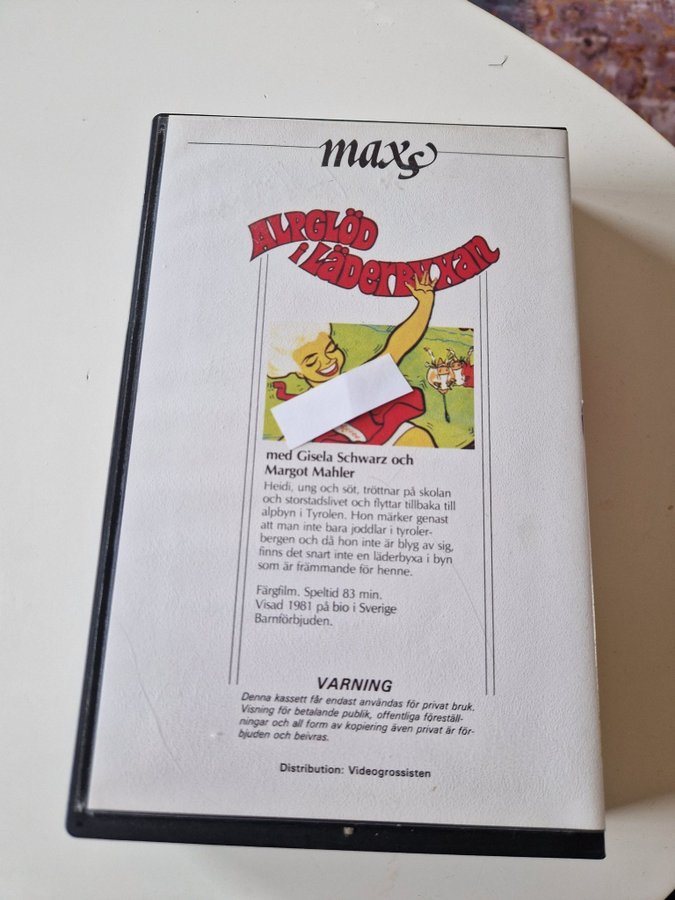 maxs
ALPGLÖD
i Läderbyxan
med Gisela Schwarz och
Margot Mahler
Heidi, ung och söt, tröttnar på skolan
och storstadslivet och flyttar tillbaka till
alpbyn i Tyrolen. Hon märker genast
att man inte bara joddlar i tyroler-
bergen och då hon inte är blyg av sig,
finns det snart inte en läderbyxa i byn
som är främmande för henne.
Färgfilm. Speltid 83 min.
Visad 1981 på bio i Sverige
Barnförbjuden.
VARNING
Denna kassett får endast användas för privat bruk.
Visning för betalande publik, offentliga föreställ-
ningar och all form av kopiering även privat är för-
bjuden och beivras.
Distribution: Videogrossisten